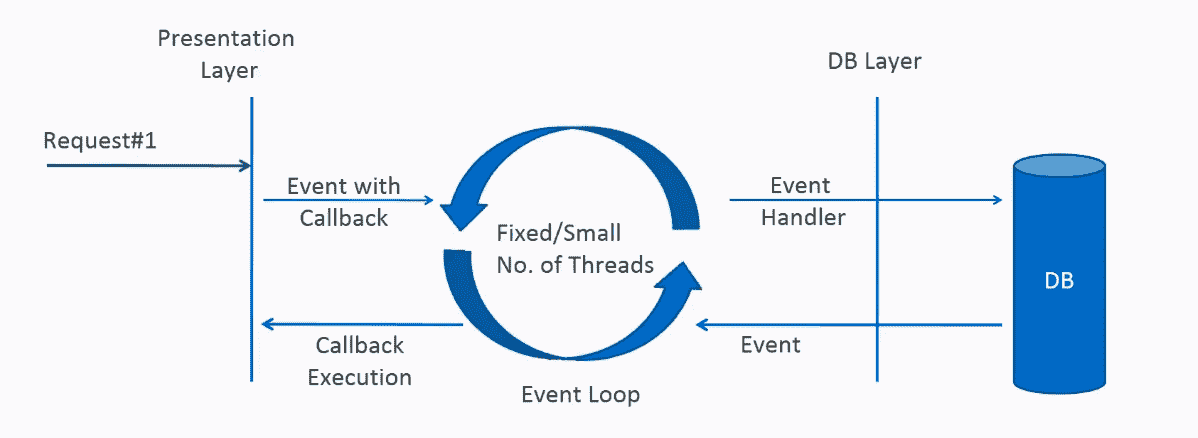 Presentation
Layer
DB Layer
Request#1
Event with
Callback
Fixed/Small
No. of Threads
Event
Handler
DB
Callback
Execution
Event
Event Loop